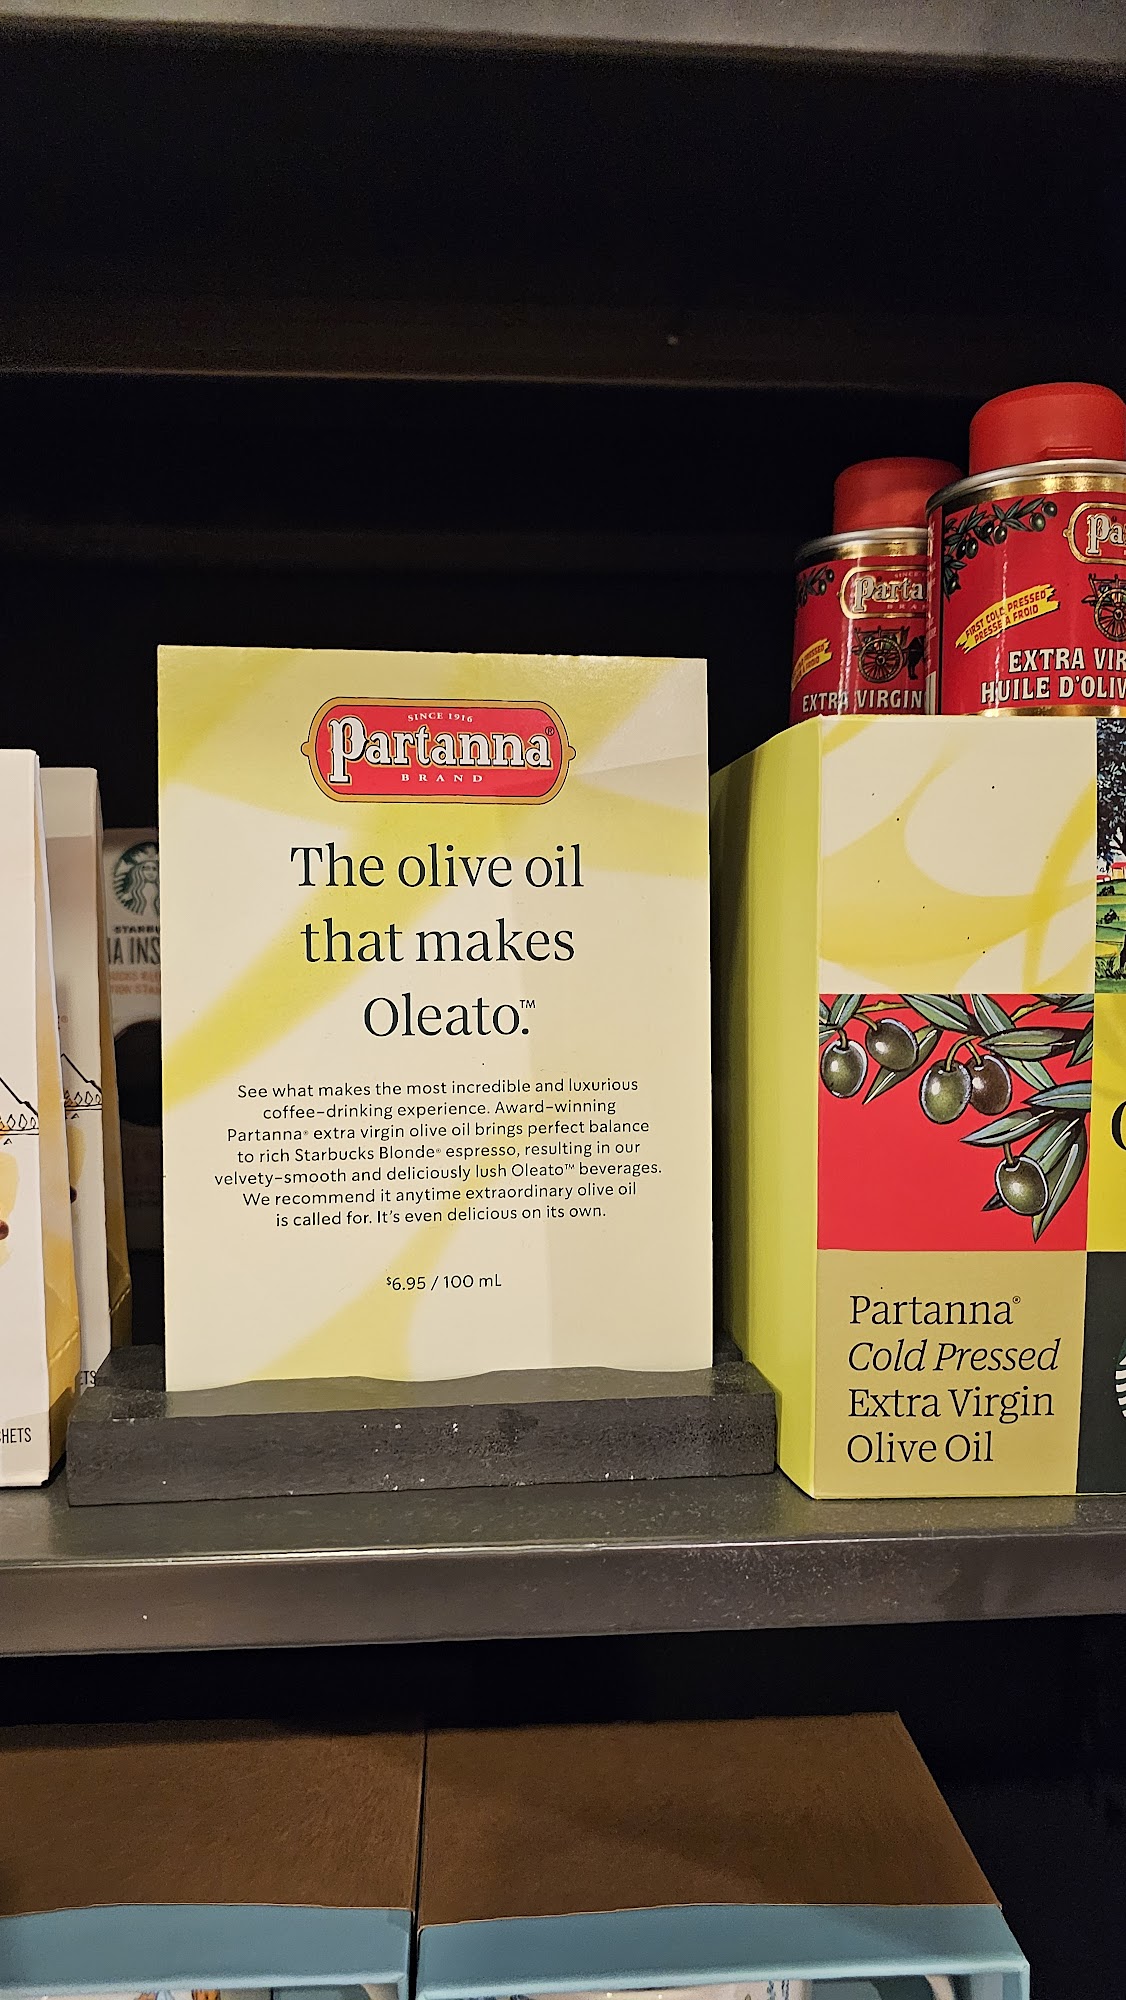 SINCE 1916
Partanna®
BRAND
The olive oil
that makes
Oleato.™
See what makes the most incredible and luxurious
coffee-drinking experience. Award-winning
Partanna® extra virgin olive oil brings perfect balance
to rich Starbucks Blonde® espresso, resulting in our
velvety-smooth and deliciously lush Oleato™ beverages.
We recommend it anytime extraordinary olive oil
is called for. It's even delicious on its own.
$6.95 / 100 mL
Partanna®
Cold Pressed
Extra Virgin
Olive Oil
EXTRA VIRGIN
FIRST COLD PRESSED
PRESSÉE À FROID
EXTRA VIR
HUILE D'OLIV